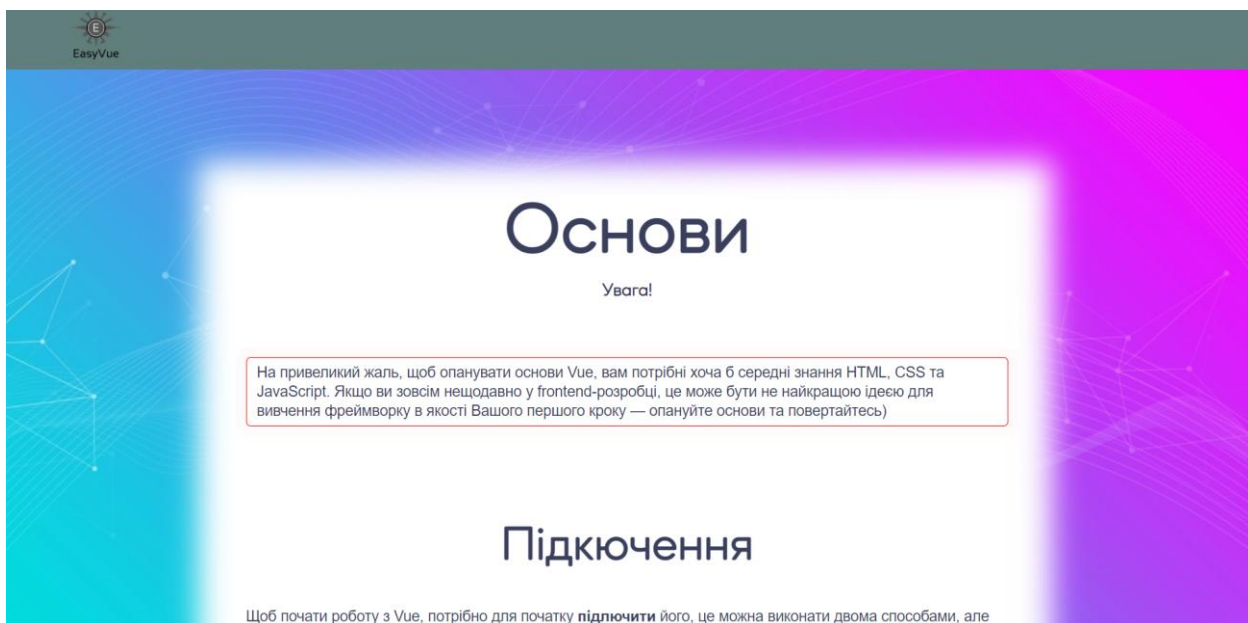 E
EasyVue
Основи
Увага!
На превеликий жаль, щоб опанувати основи Vue, вам потрібні хоча б середні знання HTML, CSS та
JavaScript. Якщо ви зовсім нещодавно у frontend-розробці, це може бути не найкращою ідеєю для
вивчення фреймворку в якості Вашого першого кроку — опануйте основи та повертайтесь)
Підкючення
Щоб почати роботу з Vue, потрібно для початку підлючити його, це можна виконати двома способами, але